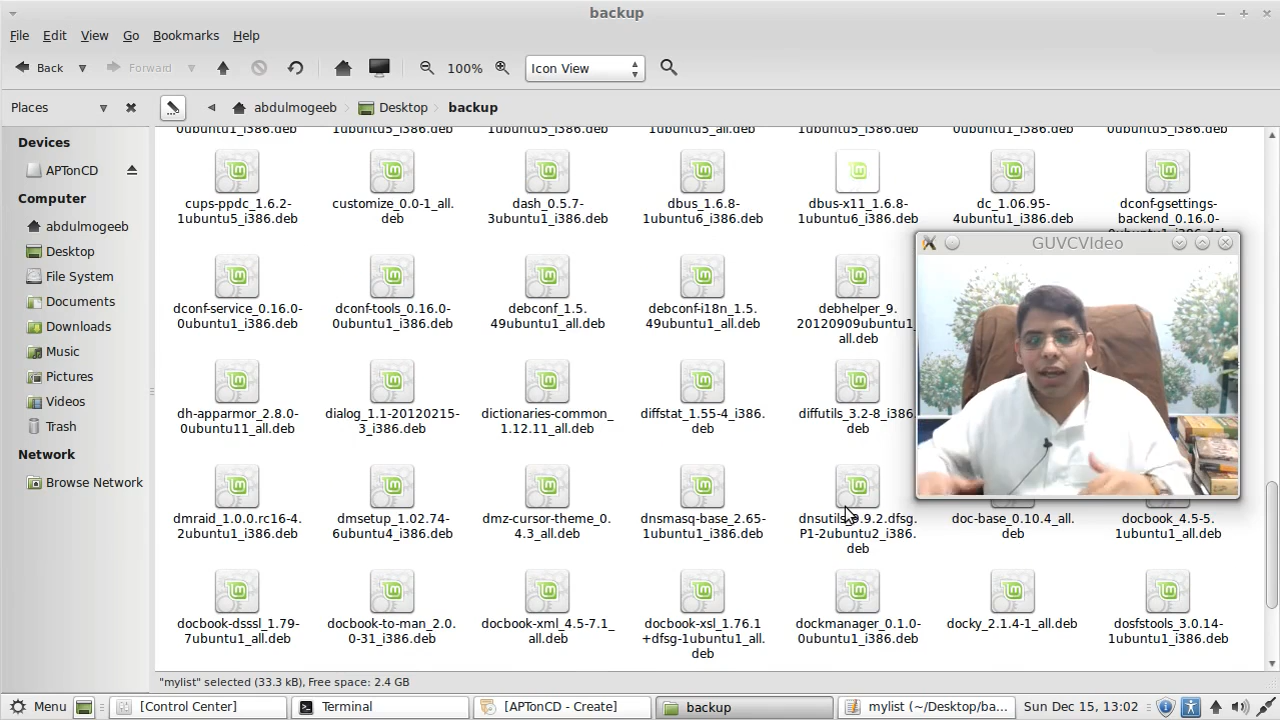 backup
File Edit View Go Bookmarks Help
Back Forward 100% Icon View
Places abdulmogeeb Desktop backup
Devices
APTonCD
Computer
abdulmogeeb
Desktop
File System
Documents
Downloads
Music
Pictures
Videos
Trash
Network
Browse Network
0ubuntu1_i386.deb 1ubuntu5_i386.deb 1ubuntu5_i386.deb 1ubuntu5_all.deb 1ubuntu5_i386.deb 0ubuntu1_i386.deb 0ubuntu1_i386.deb
cups-ppdc_1.6.2-
1ubuntu5_i386.deb
customize_0.0-1_all.
deb
dash_0.5.7-
3ubuntu1_i386.deb
dbus_1.6.8-
1ubuntu6_i386.deb
dbus-x11_1.6.8-
1ubuntu6_i386.deb
dc_1.06.95-
4ubuntu1_i386.deb
dconf-gsettings-
backend_0.16.0-
dconf-service_0.16.0-
0ubuntu1_i386.deb
dconf-tools_0.16.0-
0ubuntu1_i386.deb
debconf_1.5.
49ubuntu1_all.deb
debconf-i18n_1.5.
49ubuntu1_all.deb
debhelper_9.
20120909ubuntu1_
all.deb
GUVCVIdeo
dh-apparmor_2.8.0-
0ubuntu11_all.deb
dialog_1.1-20120215-
3_i386.deb
dictionaries-common_
1.12.11_all.deb
diffstat_1.55-4_i386.
deb
diffutils_3.2-8_i386.
deb
dmraid_1.0.0.rc16-4.
2ubuntu1_i386.deb
dmsetup_1.02.74-
6ubuntu4_i386.deb
dmz-cursor-theme_0.
4.3_all.deb
dnsmasq-base_2.65-
1ubuntu1_i386.deb
dnsutils_9.9.2.dfsg.
P1-2ubuntu2_i386.
deb
doc-base_0.10.4_all.
deb
docbook_4.5-5.
1ubuntu1_all.deb
docbook-dsssl_1.79-
7ubuntu1_all.deb
docbook-to-man_2.0.
0-31_i386.deb
docbook-xml_4.5-7.1_
all.deb
docbook-xsl_1.76.1
+dfsg-1ubuntu1_all.
deb
dockmanager_0.1.0-
0ubuntu1_i386.deb
docky_2.1.4-1_all.deb
dosfstools_3.0.14-
1ubuntu1_i386.deb
"mylist" selected (33.3 kB), Free space: 2.4 GB
Menu [Control Center] Terminal [APTonCD - Create] backup mylist (~/Desktop/ba... Sun Dec 15, 13:02